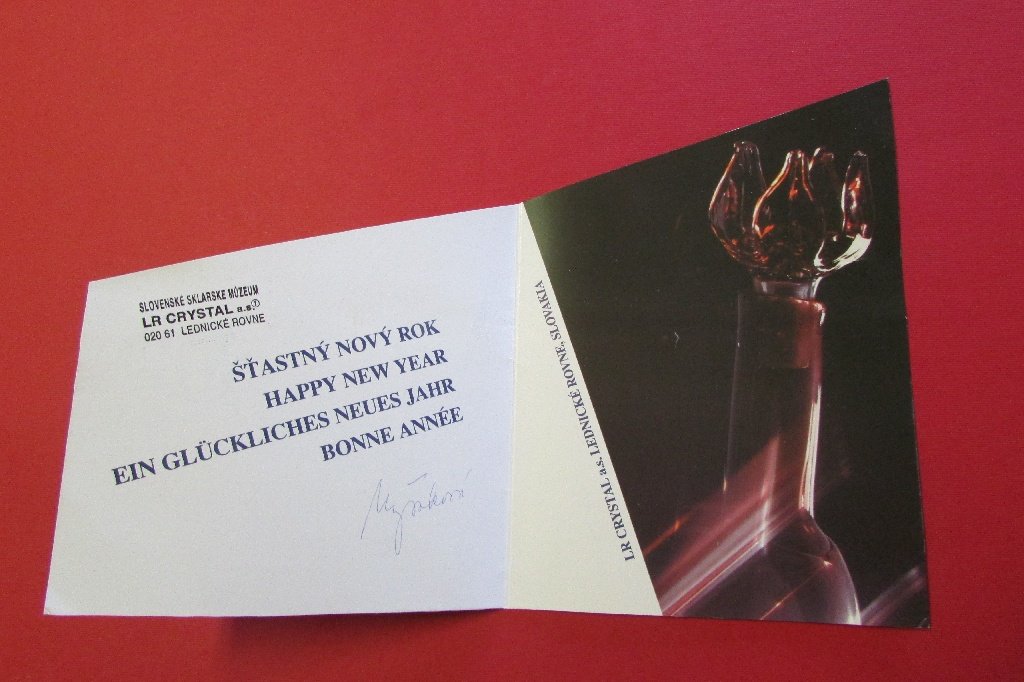 SLOVENSKÉ SKLÁRSKE MÚZEUM
LR CRYSTAL a.s.
020 61 LEDNICKÉ ROVNE
ŠŤASTNÝ NOVÝ ROK
HAPPY NEW YEAR
EIN GLÜCKLICHES NEUES JAHR
BONNE ANNÉE
LR CRYSTAL a.s. LEDNICKÉ ROVNE, SLOVAKIA